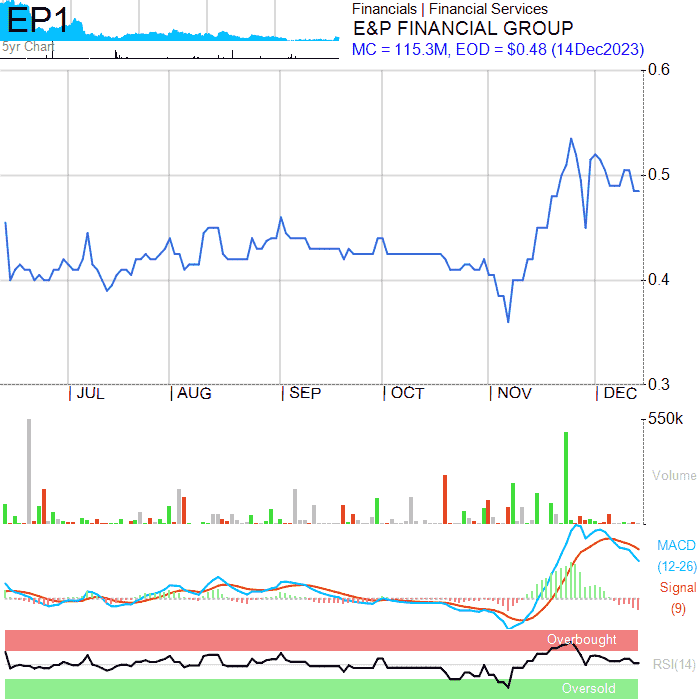 EP1
5yr Chart
Financials | Financial Services
E&P FINANCIAL GROUP
MC = 115.3M, EOD = $0.48 (14Dec2023)
0.6
0.5
0.4
0.3
JUL
AUG
SEP
OCT
NOV
DEC
550k
Volume
MACD
(12-26)
Signal
(9)
Overbought
RSI(14)
Oversold